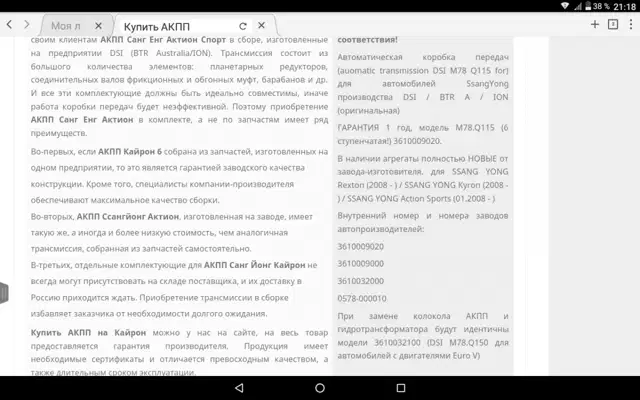 38 % 21:18
Моя л
Купить АКПП
3
своим клиентам АКПП Санг Енг Актион Спорт в сборе, изготовленные
на предприятии DSI (BTR Australia/ION). Трансмиссия состоит из
большого количества элементов: планетарных редукторов,
соединительных валов фрикционных и обгонных муфт, барабанов и др.
И все эти комплектующие должны быть идеально совместимы, иначе
работа коробки передач будет неэффективной. Поэтому приобретение
АКПП Санг Енг Актион в комплекте, а не по запчастям имеет ряд
преимуществ.
Во-первых, если АКПП Кайрон 6 собрана из запчастей, изготовленных на
одном предприятии, то это является гарантией заводского качества
конструкции. Кроме того, специалисты компании-производителя
обеспечивают максимальное качество сборки.
Во-вторых, АКПП Ссангйонг Актион, изготовленная на заводе, имеет
такую же, а иногда и более низкую стоимость, чем аналогичная
трансмиссия, собранная из запчастей самостоятельно.
В-третьих, отдельные комплектующие для АКПП Санг Йонг Кайрон не
всегда могут присутствовать на складе поставщика, и их доставку в
Россию приходится ждать. Приобретение трансмиссии в сборке
избавляет заказчика от необходимости долгого ожидания.
Купить АКПП на Кайрон можно у нас на сайте, на весь товар
предоставляется гарантия производителя. Продукция имеет
необходимые сертификаты и отличается превосходным качеством, а
также длительным сроком эксплуатации.
соответствия!
Автоматическая коробка передач
(auomatic transmission DSI M78 Q115 for)
для автомобилей SsangYong
производства DSI / BTR A / ION
(оригинальная)
ГАРАНТИЯ 1 год, модель M78.Q115 (6
ступенчатая!) 3610009020.
В наличии агрегаты полностью НОВЫЕ от
завода-изготовителя. для SSANG YONG
Rexton (2008 - ) / SSANG YONG Kyron (2008 -
) / SSANG YONG Action Sports (01.2008 - )
Внутренний номер и номера заводов
автопроизводителей:
3610009020
3610009000
3610032000
0578-000010
При замене колокола АКПП и
гидротрансформатора будут идентичны
модели 3610032100 (DSI M78.Q150 для
автомобилей с двигателями Euro V)